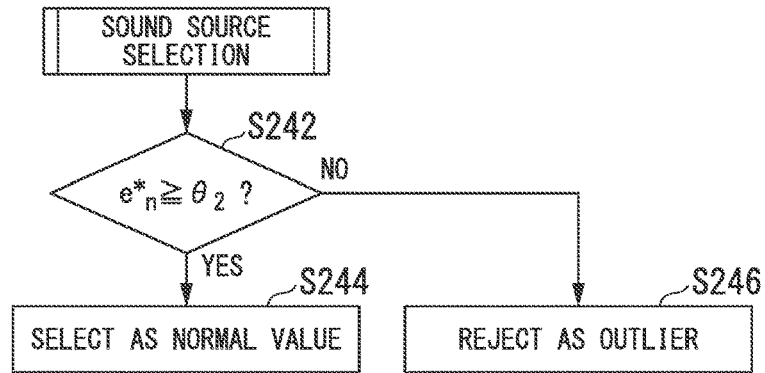 SOUND SOURCE
SELECTION
S242
e*n≧θ2 ?
NO
YES
S244
S246
SELECT AS NORMAL VALUE
REJECT AS OUTLIER